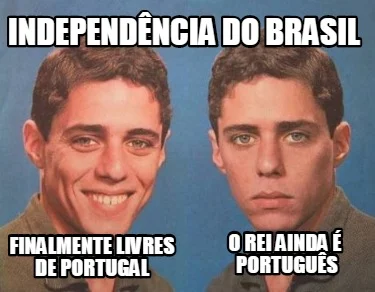 INDEPENDÊNCIA DO BRASIL
FINALMENTE LIVRES
DE PORTUGAL
O REI AINDA É
PORTUGUÊS